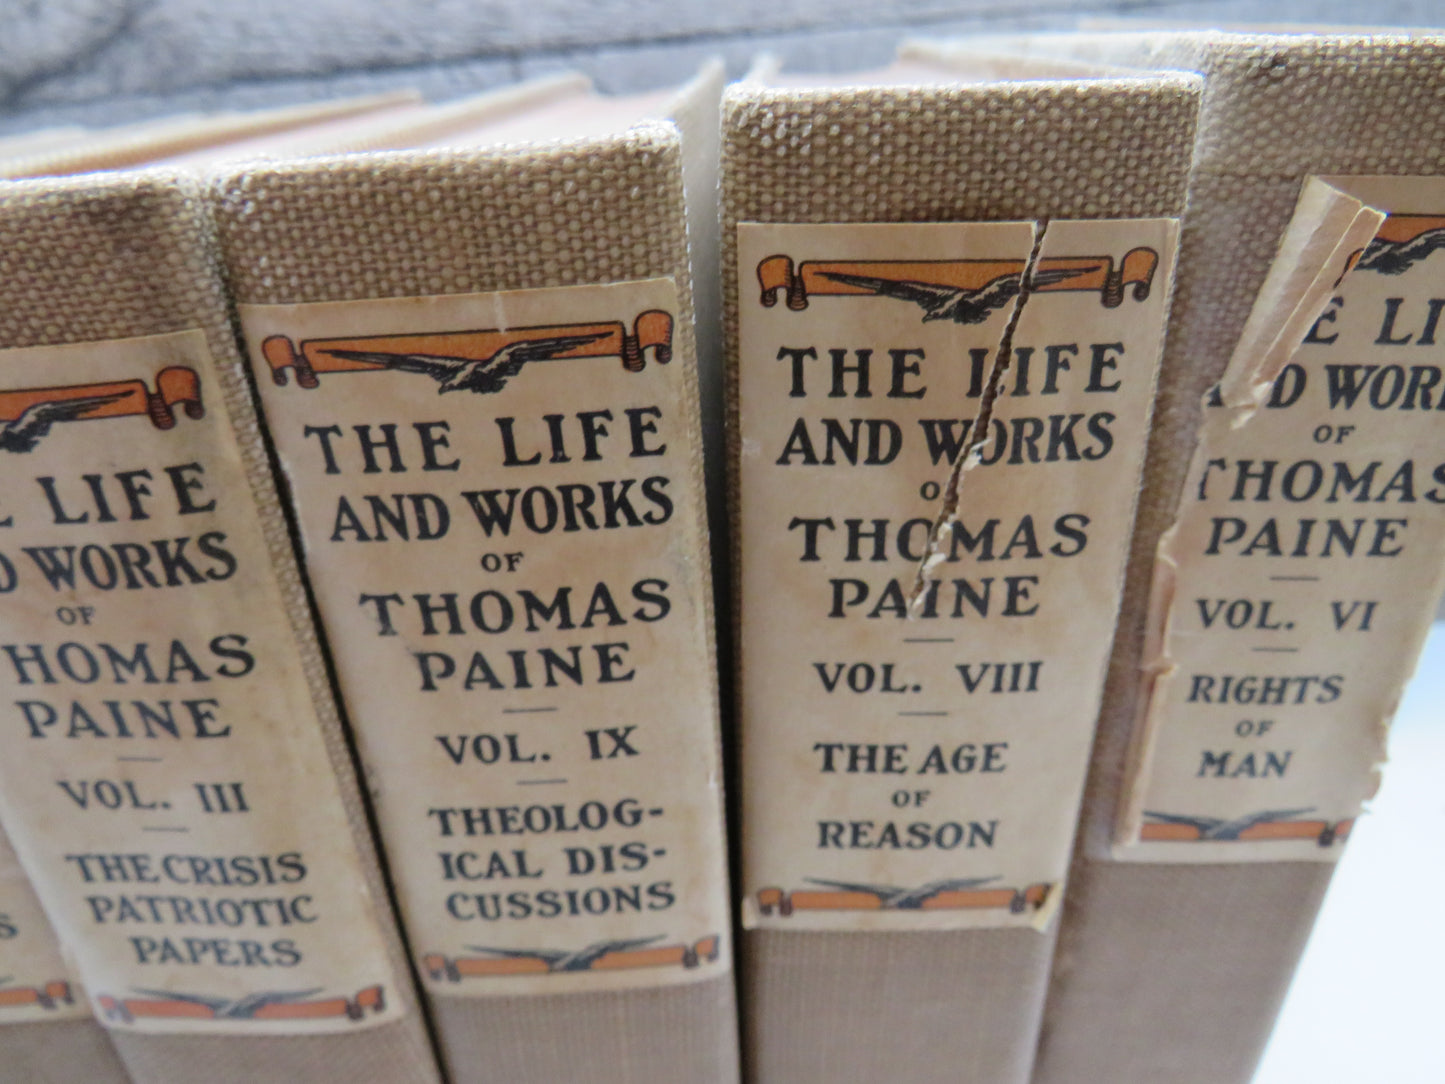 LIFE
WORKS
OF
HOMAS
PAINE
VOL. III
THE CRISIS
PATRIOTIC
PAPERS
THE LIFE
AND WORKS
OF
THOMAS
PAINE
VOL. IX
THEOLOG-
ICAL DIS-
CUSSIONS
THE LIFE
AND WORKS
OF
THOMAS
PAINE
VOL. VIII
THE AGE
OF
REASON
E LI
D WOR
OF
THOMAS
PAINE
VOL. VI
RIGHTS
OF
MAN